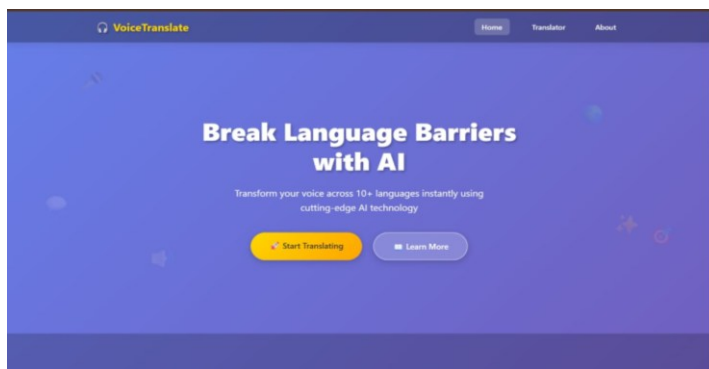 VoiceTranslate
Home
Translator
About
Break Language Barriers
with AI
Transform your voice across 10+ languages instantly using
cutting-edge AI technology
Start Translating
Learn More